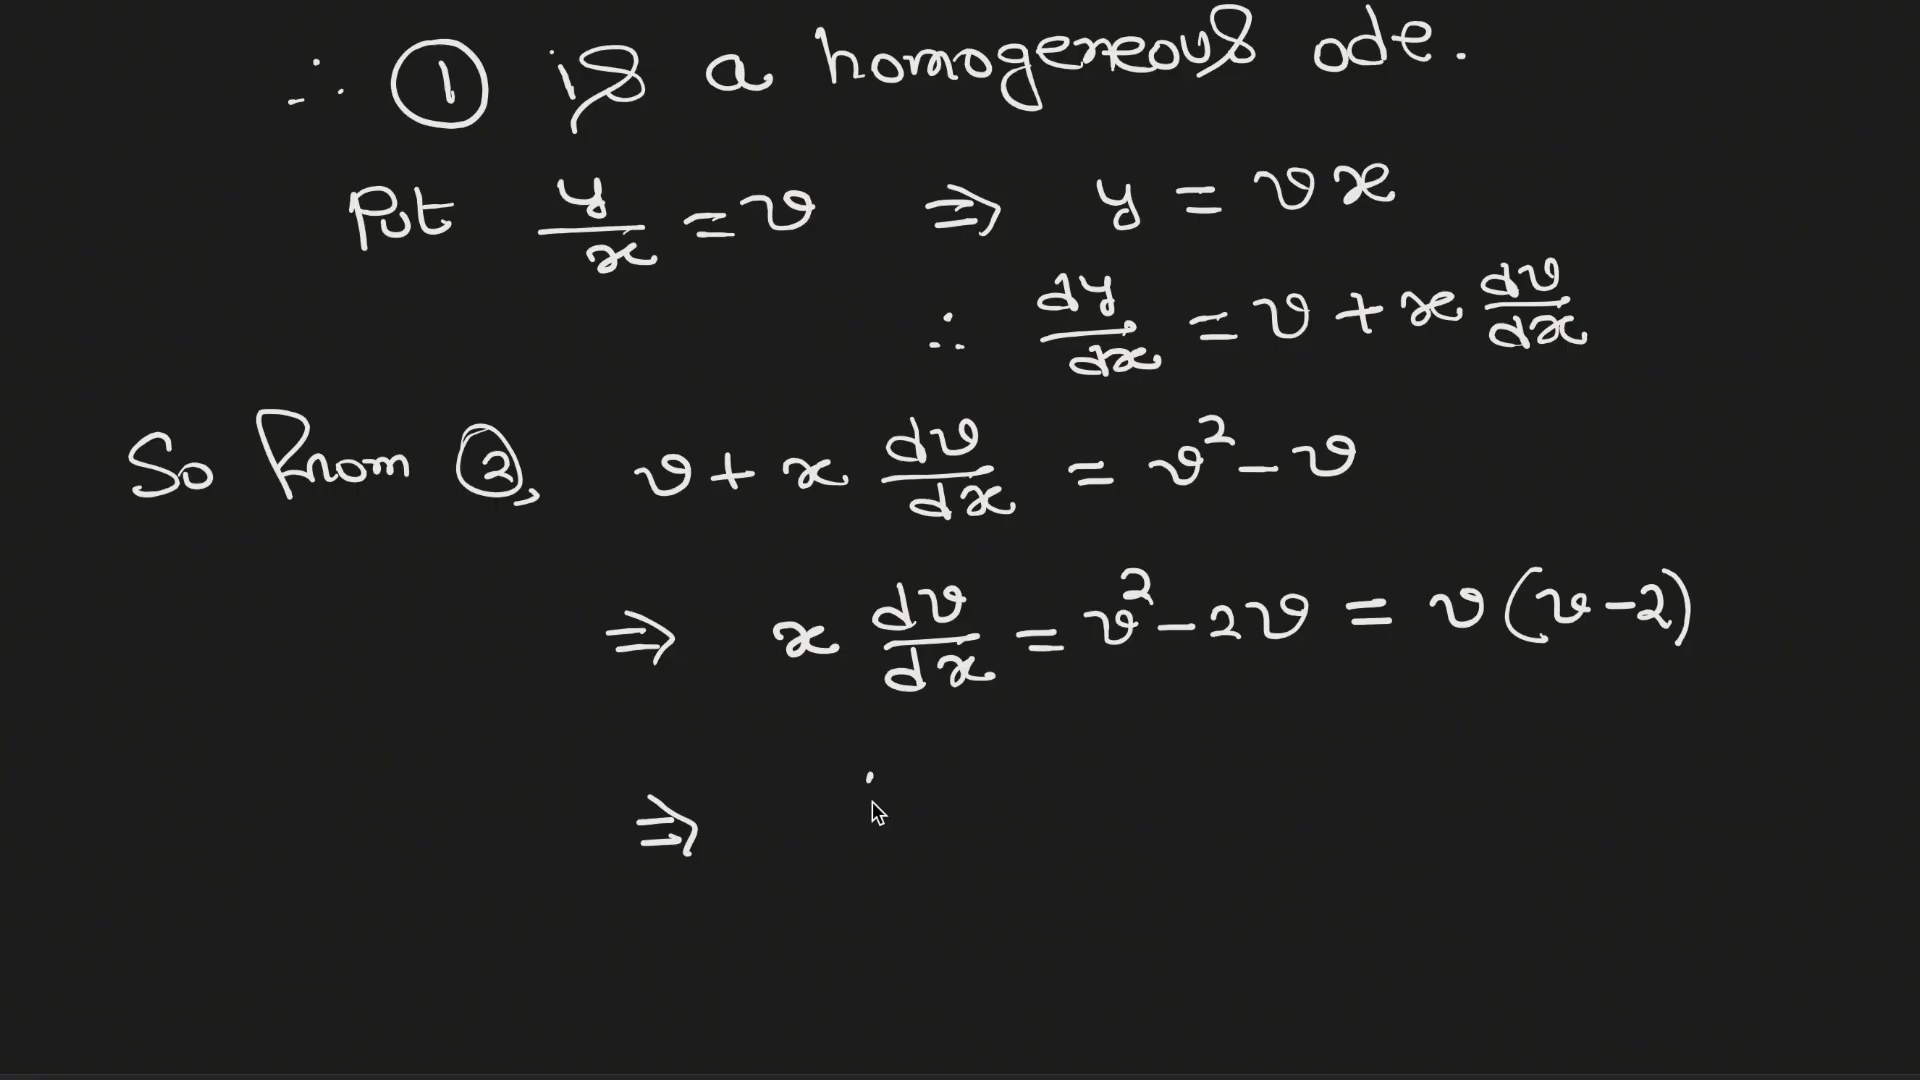 ∴ ① is a homogeneous ode.
Put y/x = v ⇒ y = vx
∴ dy/dx = v + x dv/dx
So from ②, v + x dv/dx = v² - v
⇒ x dv/dx = v² - 2v = v(v-2)
⇒